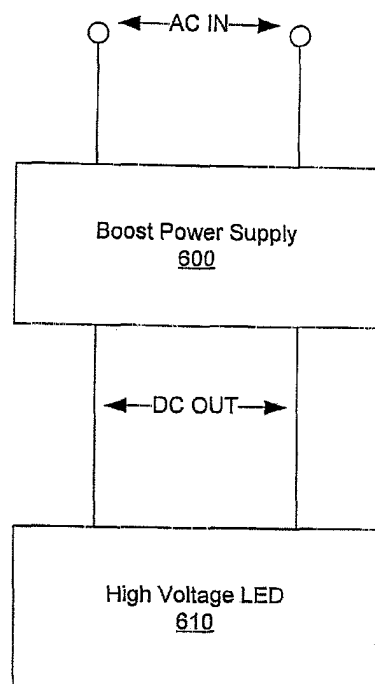 AC IN
Boost Power Supply
600
DC OUT
High Voltage LED
610